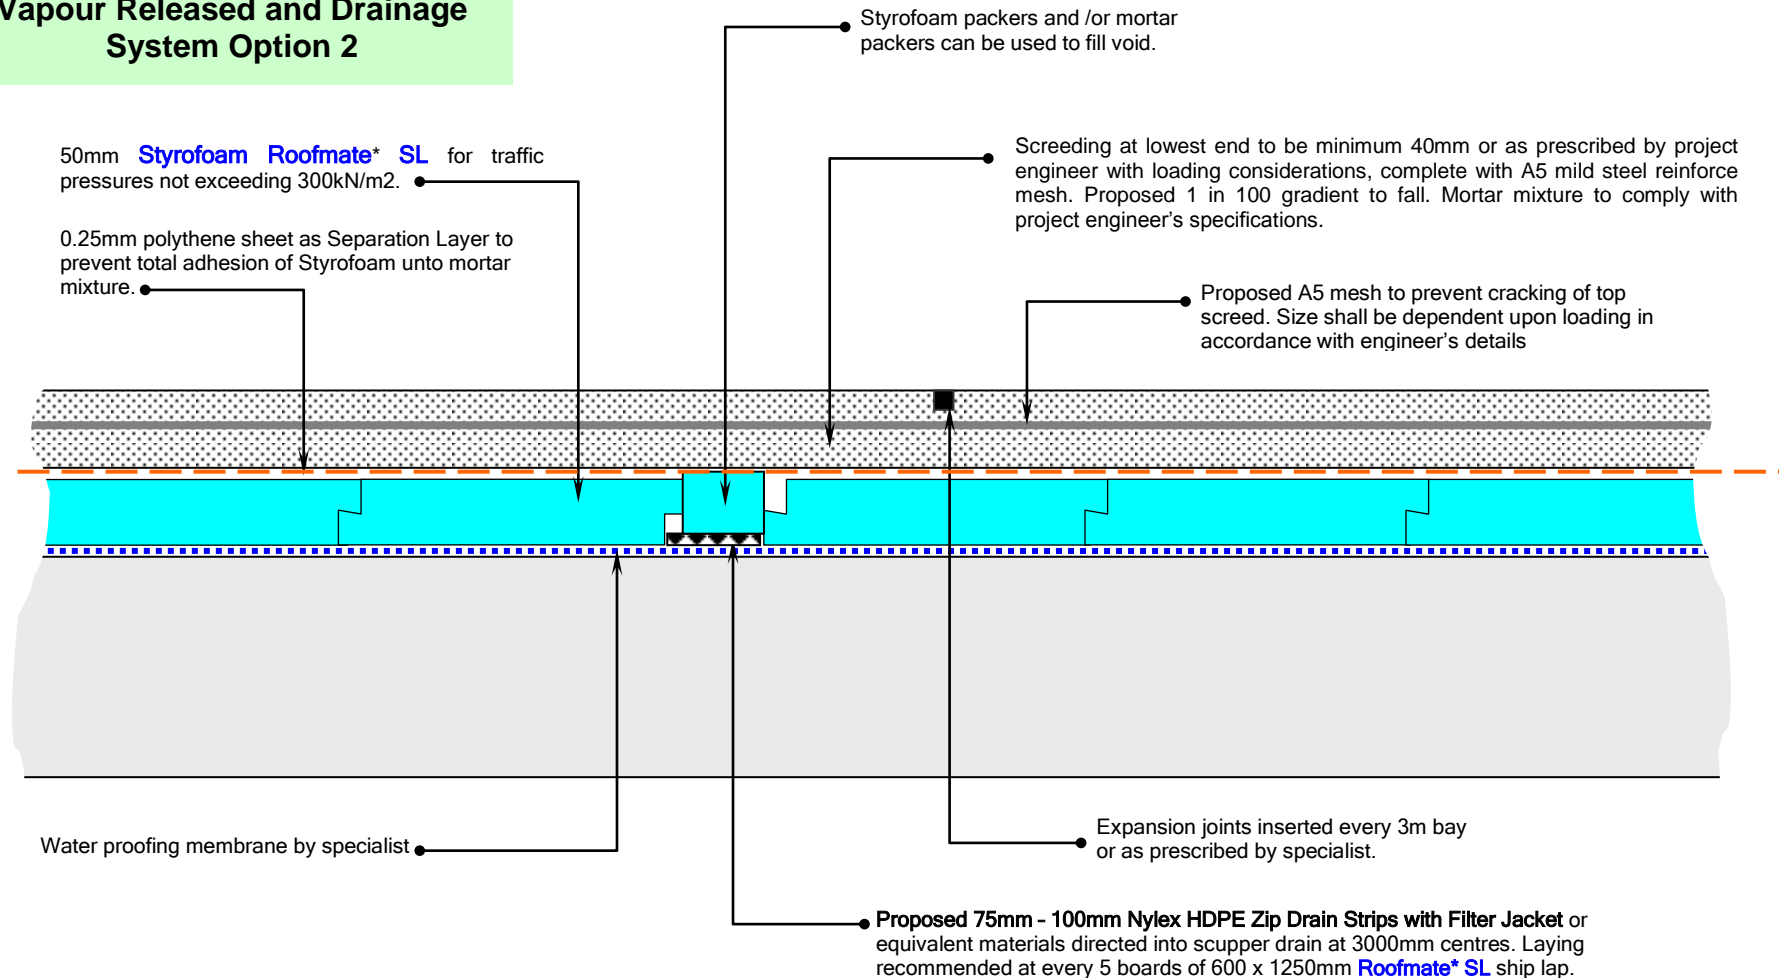 Vapour Released and Drainage
System Option 2
Styrofoam packers and /or mortar
packers can be used to fill void.
50mm Styrofoam Roofmate* SL for traffic
pressures not exceeding 300kN/m2.
Screeding at lowest end to be minimum 40mm or as prescribed by project
engineer with loading considerations, complete with A5 mild steel reinforce
mesh. Proposed 1 in 100 gradient to fall. Mortar mixture to comply with
project engineer's specifications.
0.25mm polythene sheet as Separation Layer to
prevent total adhesion of Styrofoam unto mortar
mixture.
Proposed A5 mesh to prevent cracking of top
screed. Size shall be dependent upon loading in
accordance with engineer's details
Water proofing membrane by specialist
Expansion joints inserted every 3m bay
or as prescribed by specialist.
Proposed 75mm - 100mm Nylex HDPE Zip Drain Strips with Filter Jacket or
equivalent materials directed into scupper drain at 3000mm centres. Laying
recommended at every 5 boards of 600 x 1250mm Roofmate* SL ship lap.